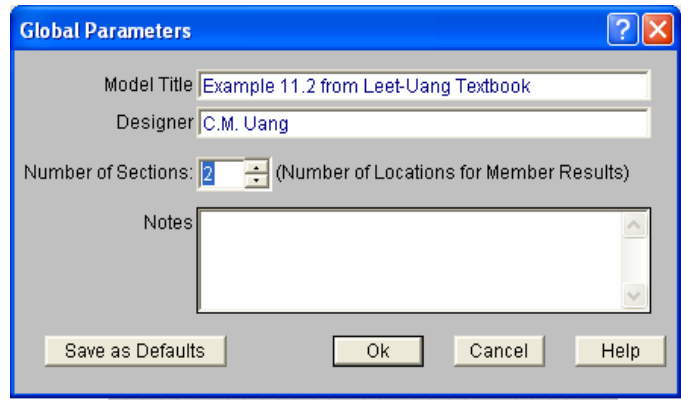 Global Parameters
Model Title Example 11.2 from Leet-Uang Textbook
Designer C.M. Uang
Number of Sections: 2 (Number of Locations for Member Results)
Notes
Save as Defaults Ok Cancel Help